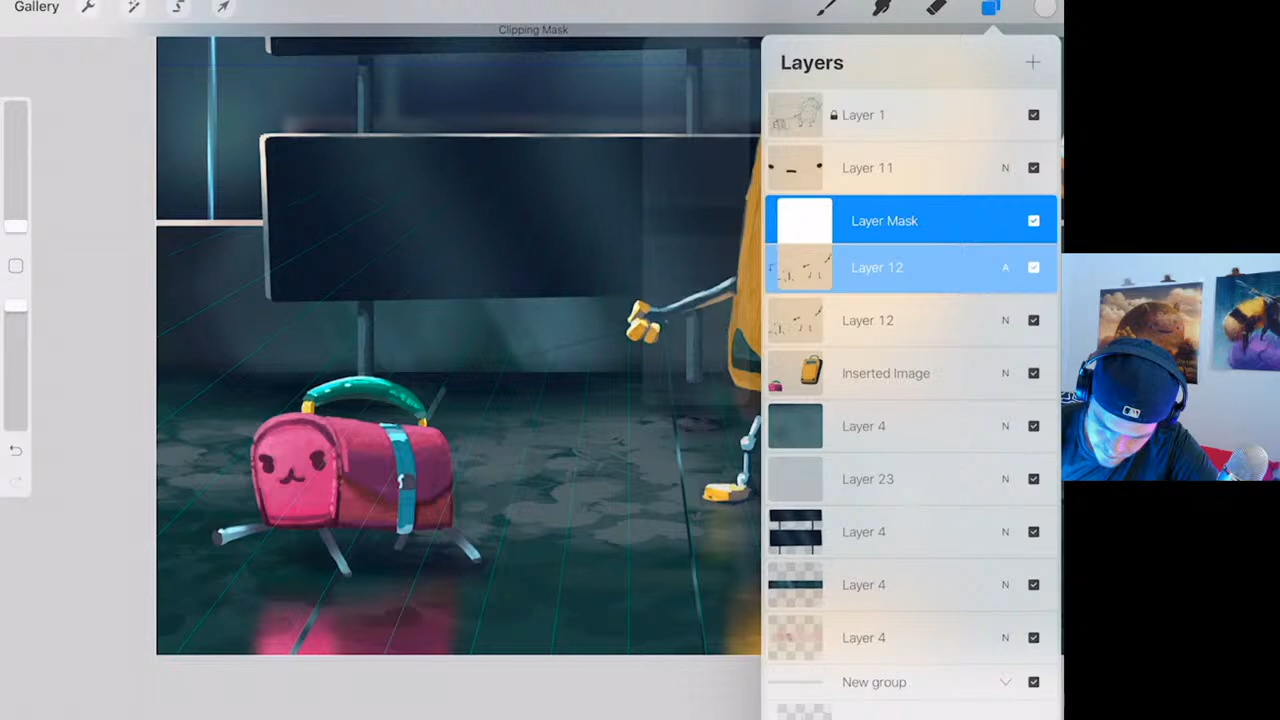 Gallery
Clipping Mask
Layers
Layer 1
Layer 11 N
Layer Mask
Layer 12 A
Layer 12 N
Inserted Image N
Layer 4 N
Layer 23 N
Layer 4 N
Layer 4 N
Layer 4 N
New group